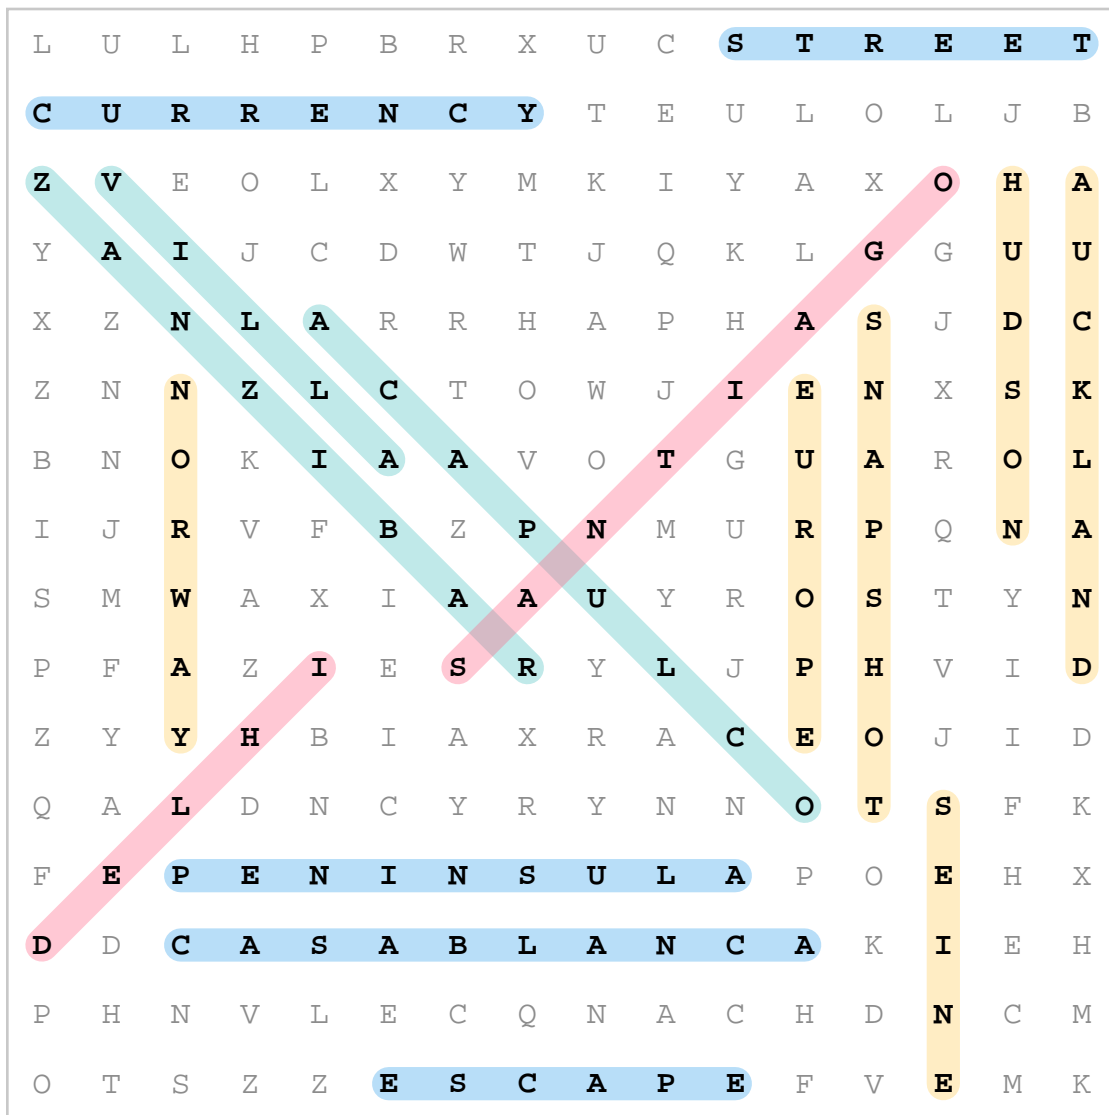 L U L H P B R X U C S T R E E T
C U R R E N C Y T E U L O L J B
Z V E O L X Y M K I Y A X O H A
Y A I J C D W T J Q K L G G U U
X Z N L A R R H A P H A S J D C
Z N N Z L C T O W J I E N X S K
B N O K I A A V O T G U A R O L
I J R V F B Z P N M U R P Q N A
S M W A X I A A U Y R O S T Y N
P F A Z I E S R Y L J P H V I D
Z Y Y H B I A X R A C E O J I D
Q A L D N C Y R Y N N O T S F K
F E P E N I N S U L A P O E H X
D D C A S A B L A N C A K I E H
P H N V L E C Q N A C H D N C M
O T S Z Z E S C A P E F V E M K